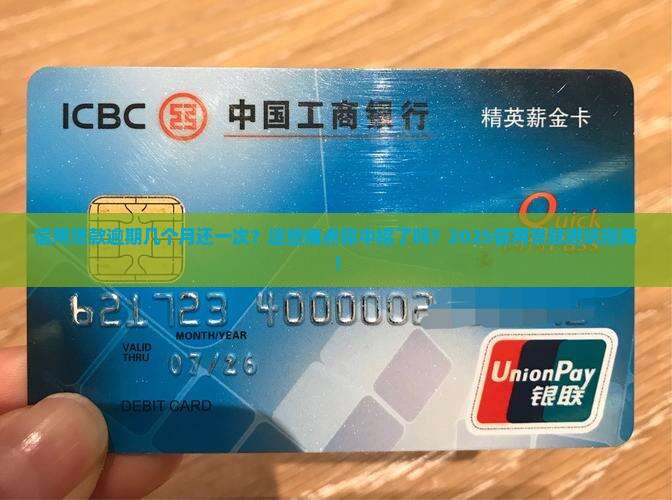 ICBC 中国工商银行 精英薪金卡
Quick
信用贷款逾期几个月还一次？这些痛点你中招了吗？2025信用贷款避坑指南
！
621723 4000002
MONTH/YEAR
VALID
THRU
07/26
UnionPay
银联
DEBIT CARD